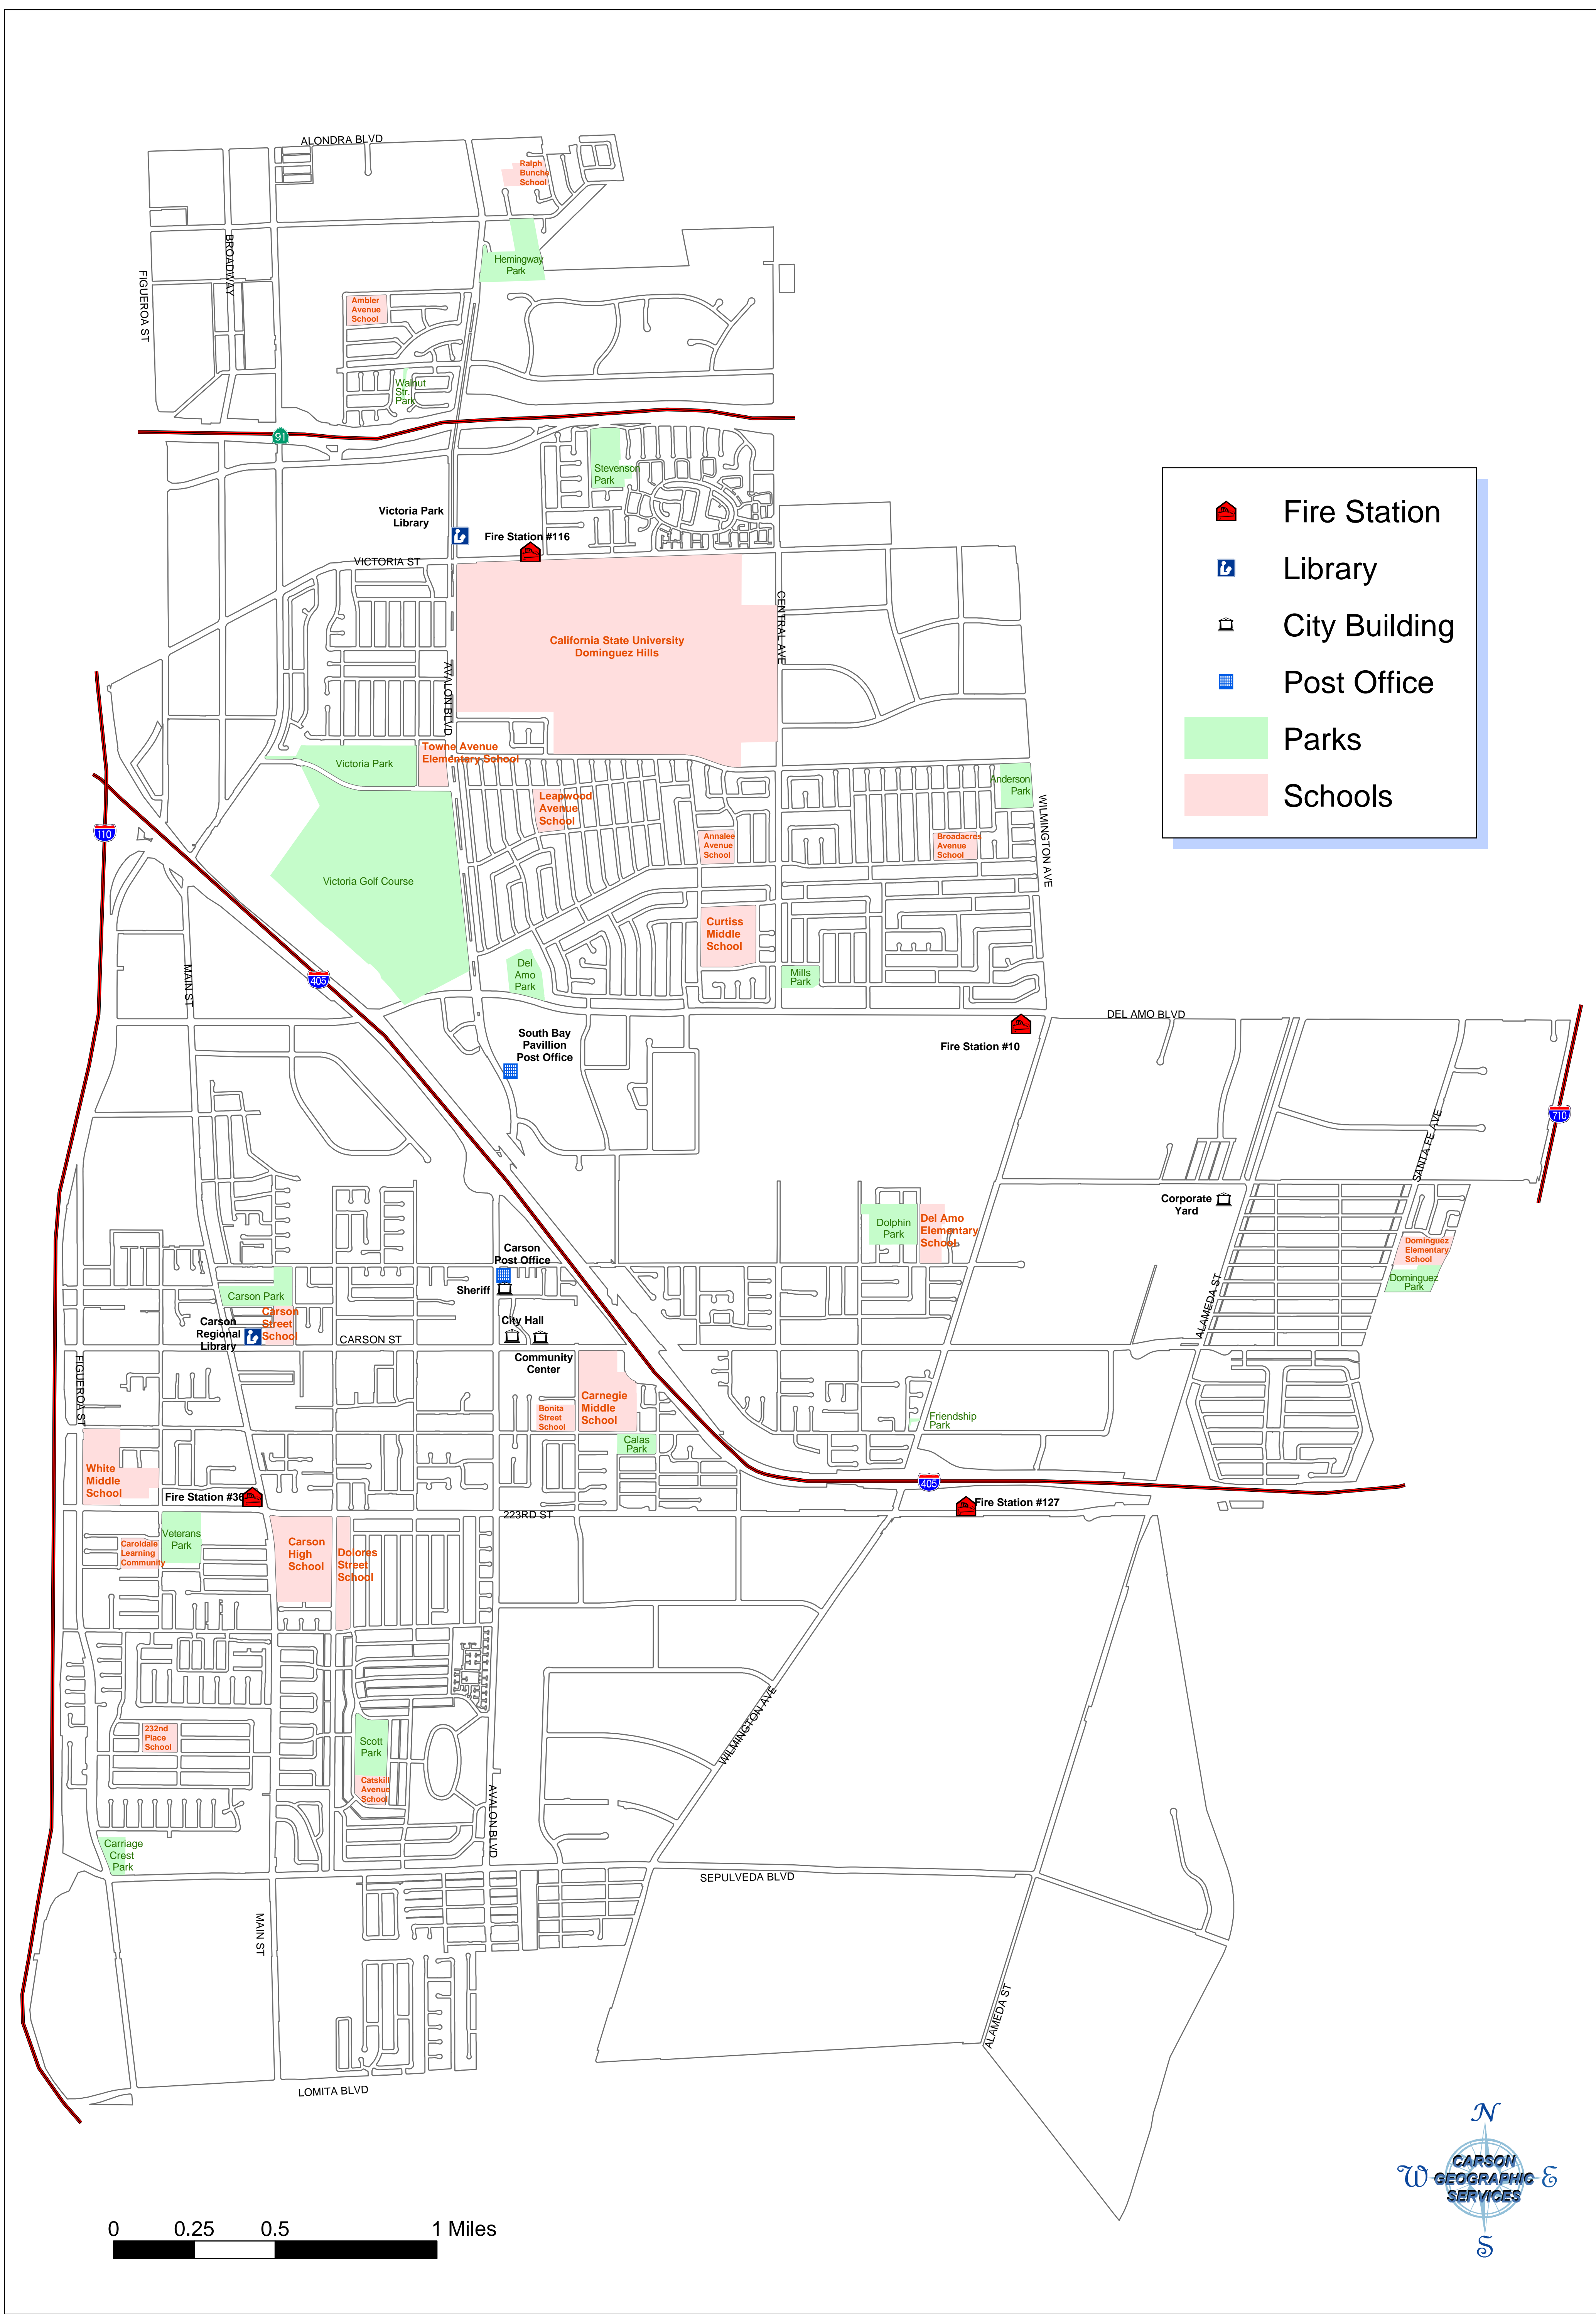 ALONDRA BLVD
Ralph
Bunche
School
BROADWAY
FIGUEROA ST
Hemingway
Park
Ambler
Avenue
School
Walnut
Str.
Park
91
Stevenson
Park
Victoria Park
Library
Fire Station #116
VICTORIA ST
Fire Station
Library
City Building
Post Office
Parks
Schools
CENTRAL AVE
California State University
Dominguez Hills
AVALON BLVD
Towne Avenue
Elementary School
Victoria Park
Anderson
Park
Leapwood
Avenue
School
WILMINGTON AVE
110
Annalee
Avenue
School
Broadacres
Avenue
School
Victoria Golf Course
Curtiss
Middle
School
Del
Amo
Park
Mills
Park
405
MAIN ST
DEL AMO BLVD
South Bay
Pavillion
Post Office
Fire Station #10
710
SANTA FE AVE
Corporate
Yard
Dolphin
Park
Del Amo
Elementary
School
Dominguez
Elementary
School
Dominguez
Park
Carson
Post Office
Sheriff
Carson Park
Carson
Street
School
Carson
Regional
Library
City Hall
CARSON ST
Community
Center
ALAMEDA ST
FIGUEROA ST
Carnegie
Middle
School
Bonita
Street
School
Calas
Park
Friendship
Park
White
Middle
School
405
Fire Station #36
Fire Station #127
223RD ST
Veterans
Park
Caroldale
Learning
Community
Carson
High
School
Dolores
Street
School
WILMINGTON AVE
232nd
Place
School
Scott
Park
Catskill
Avenue
School
AVALON BLVD
Carriage
Crest
Park
SEPULVEDA BLVD
MAIN ST
ALAMEDA ST
LOMITA BLVD
N
W
E
S
CARSON
GEOGRAPHIC
SERVICES
0 0.25 0.5 1 Miles